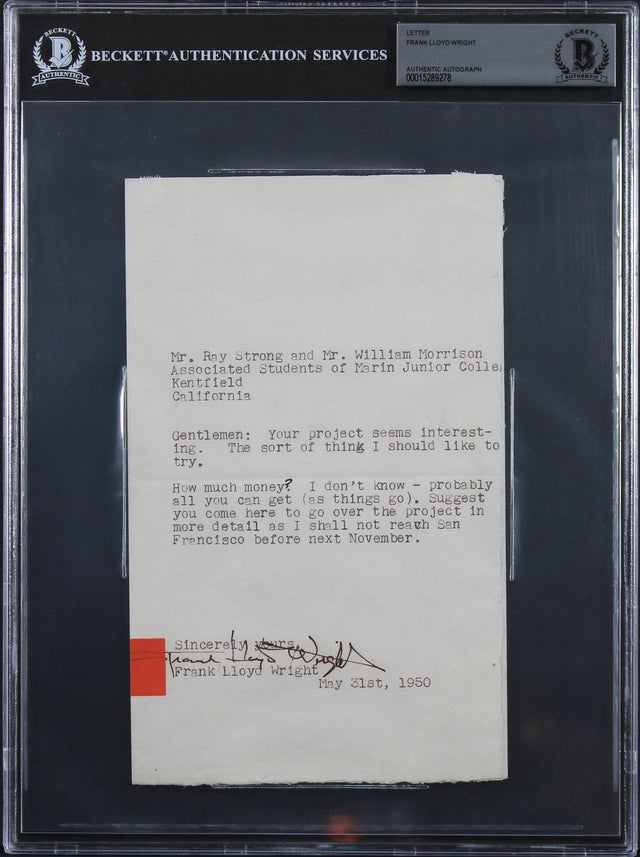 BECKETT
B
AUTHENTIC
BECKETT® AUTHENTICATION SERVICES
LETTER
FRANK LLOYD WRIGHT
AUTHENTIC AUTOGRAPH
00015289278
BECKETT
B
AUTHENTIC
Mr. Ray Strong and Mr. William Morrison
Associated Students of Marin Junior Colle
Kentfield
California
Gentlemen: Your project seems interest-
ing. The sort of thing I should like to
try.
How much money? I don't know - probably
all you can get (as things go). Suggest
you come here to go over the project in
more detail as I shall not reach San
Francisco before next November.
Sincerely yours,
Frank Lloyd Wright
Frank Lloyd Wright
May 31st, 1950